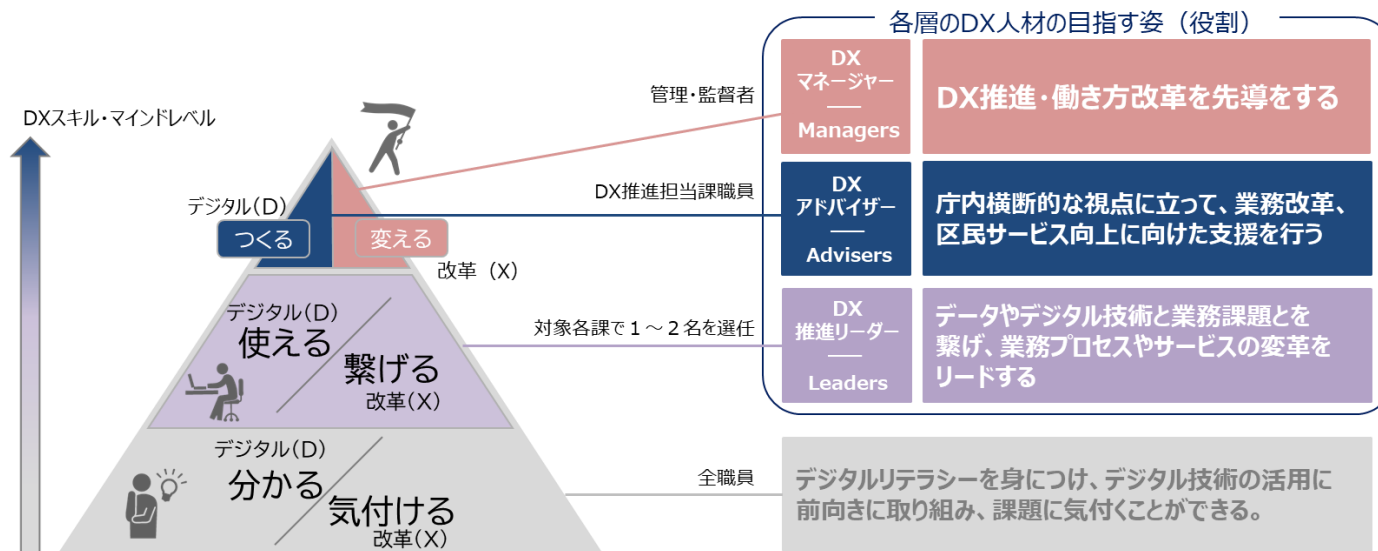 各層のDX人材の目指す姿（役割）
DXスキル・マインドレベル
デジタル(D)
つくる
変える
改革（X）
デジタル(D)
使える
繋げる
改革(X)
デジタル(D)
分かる
気付ける
改革(X)
管理・監督者
DX
マネージャー
Managers
DX推進・働き方改革を先導をする
DX推進担当課職員
DX
アドバイザー
Advisers
庁内横断的な視点に立って、業務改革、
区民サービス向上に向けた支援を行う
対象各課で１～２名を選任
DX
推進リーダー
Leaders
データやデジタル技術と業務課題とを
繋げ、業務プロセスやサービスの変革を
リードする
全職員
デジタルリテラシーを身につけ、デジタル技術の活用に
前向きに取り組み、課題に気付くことができる。